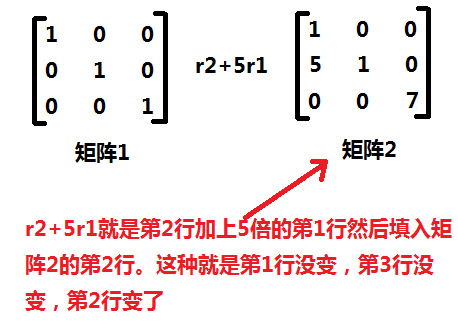 1 0 0
0 1 0
0 0 1
矩阵1
r2+5r1
1 0 0
5 1 0
0 0 7
矩阵2
r2+5r1就是第2行加上5倍的第1行然后填入矩
阵2的第2行。这种就是第1行没变，第3行没
变，第2行变了